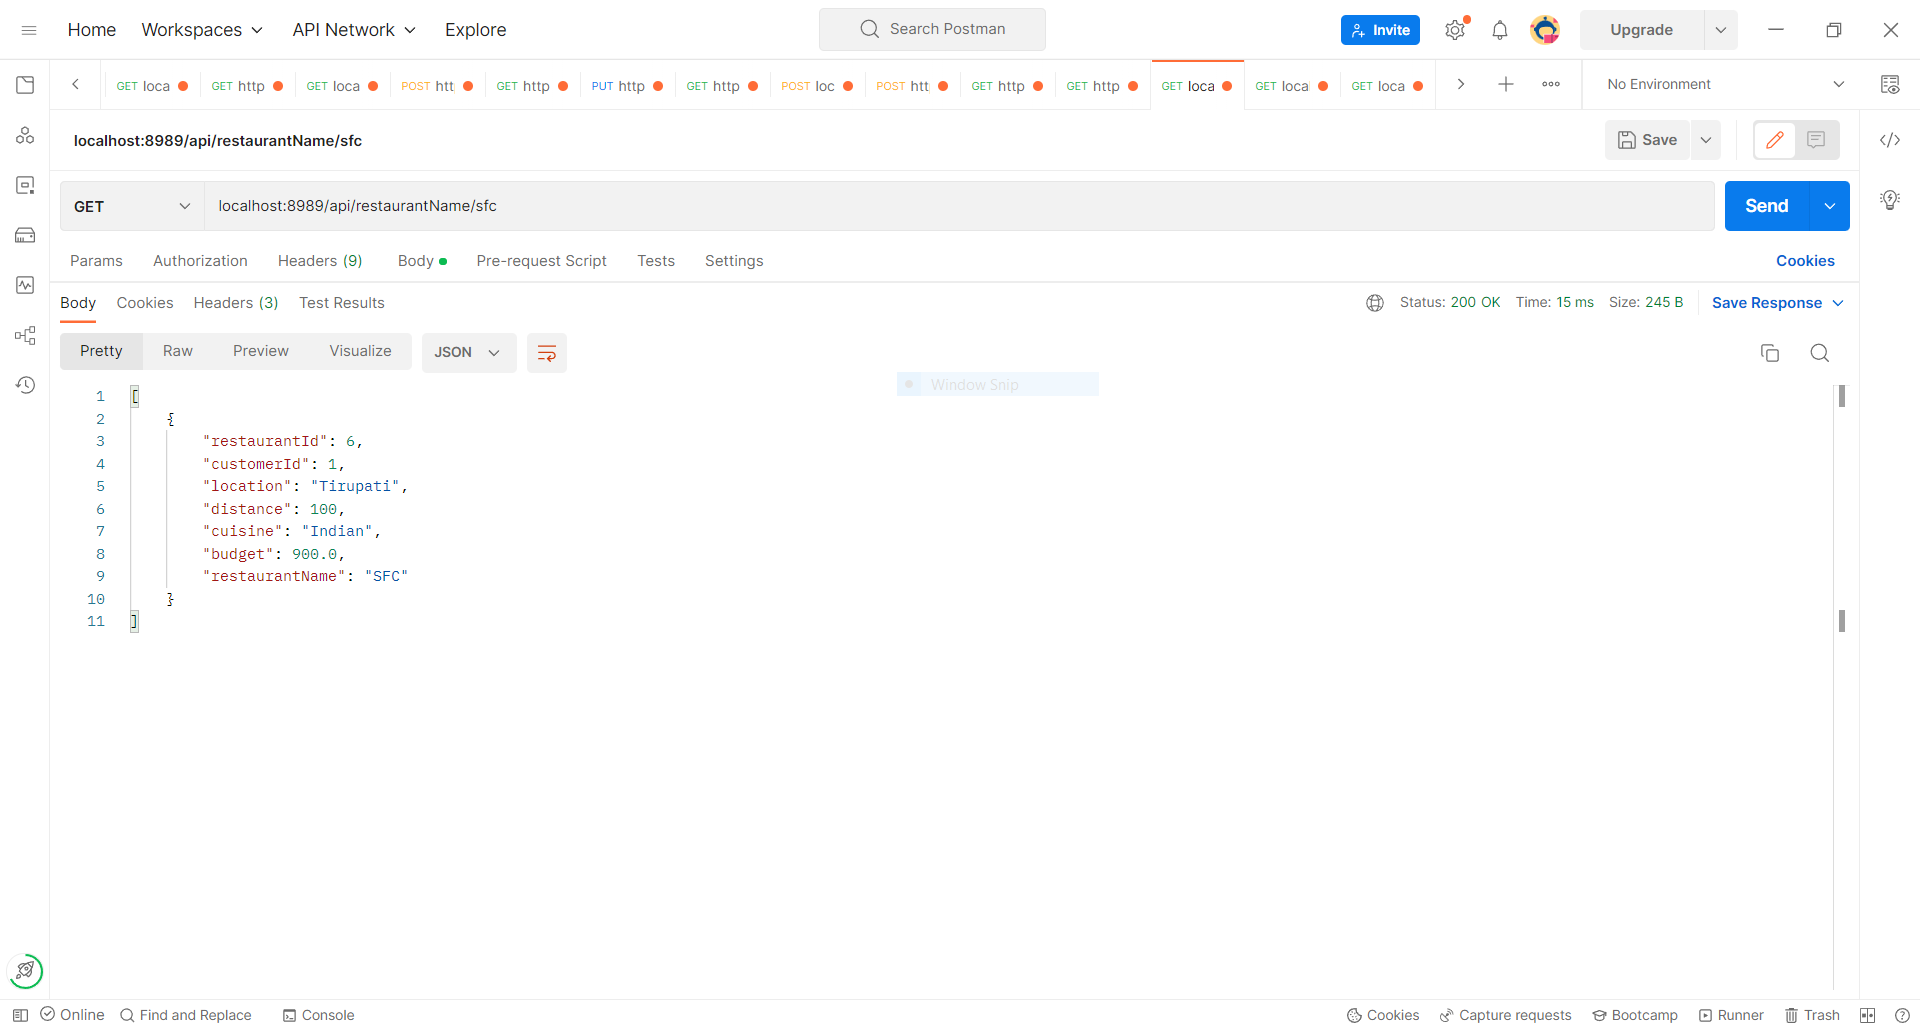 Home Workspaces API Network Explore Search Postman Invite Upgrade
GET loca GET http GET loca POST htt GET http PUT http GET http POST loc POST htt GET http GET http GET loca GET loca GET loca No Environment
localhost:8989/api/restaurantName/sfc Save
GET localhost:8989/api/restaurantName/sfc Send
Params Authorization Headers (9) Body Pre-request Script Tests Settings Cookies
Body Cookies Headers (3) Test Results Status: 200 OK Time: 15 ms Size: 245 B Save Response
Pretty Raw Preview Visualize JSON
Window Snip
1 [
2 {
3 "restaurantId": 6,
4 "customerId": 1,
5 "location": "Tirupati",
6 "distance": 100,
7 "cuisine": "Indian",
8 "budget": 900.0,
9 "restaurantName": "SFC"
10 }
11 ]
Online Find and Replace Console Cookies Capture requests Bootcamp Runner Trash